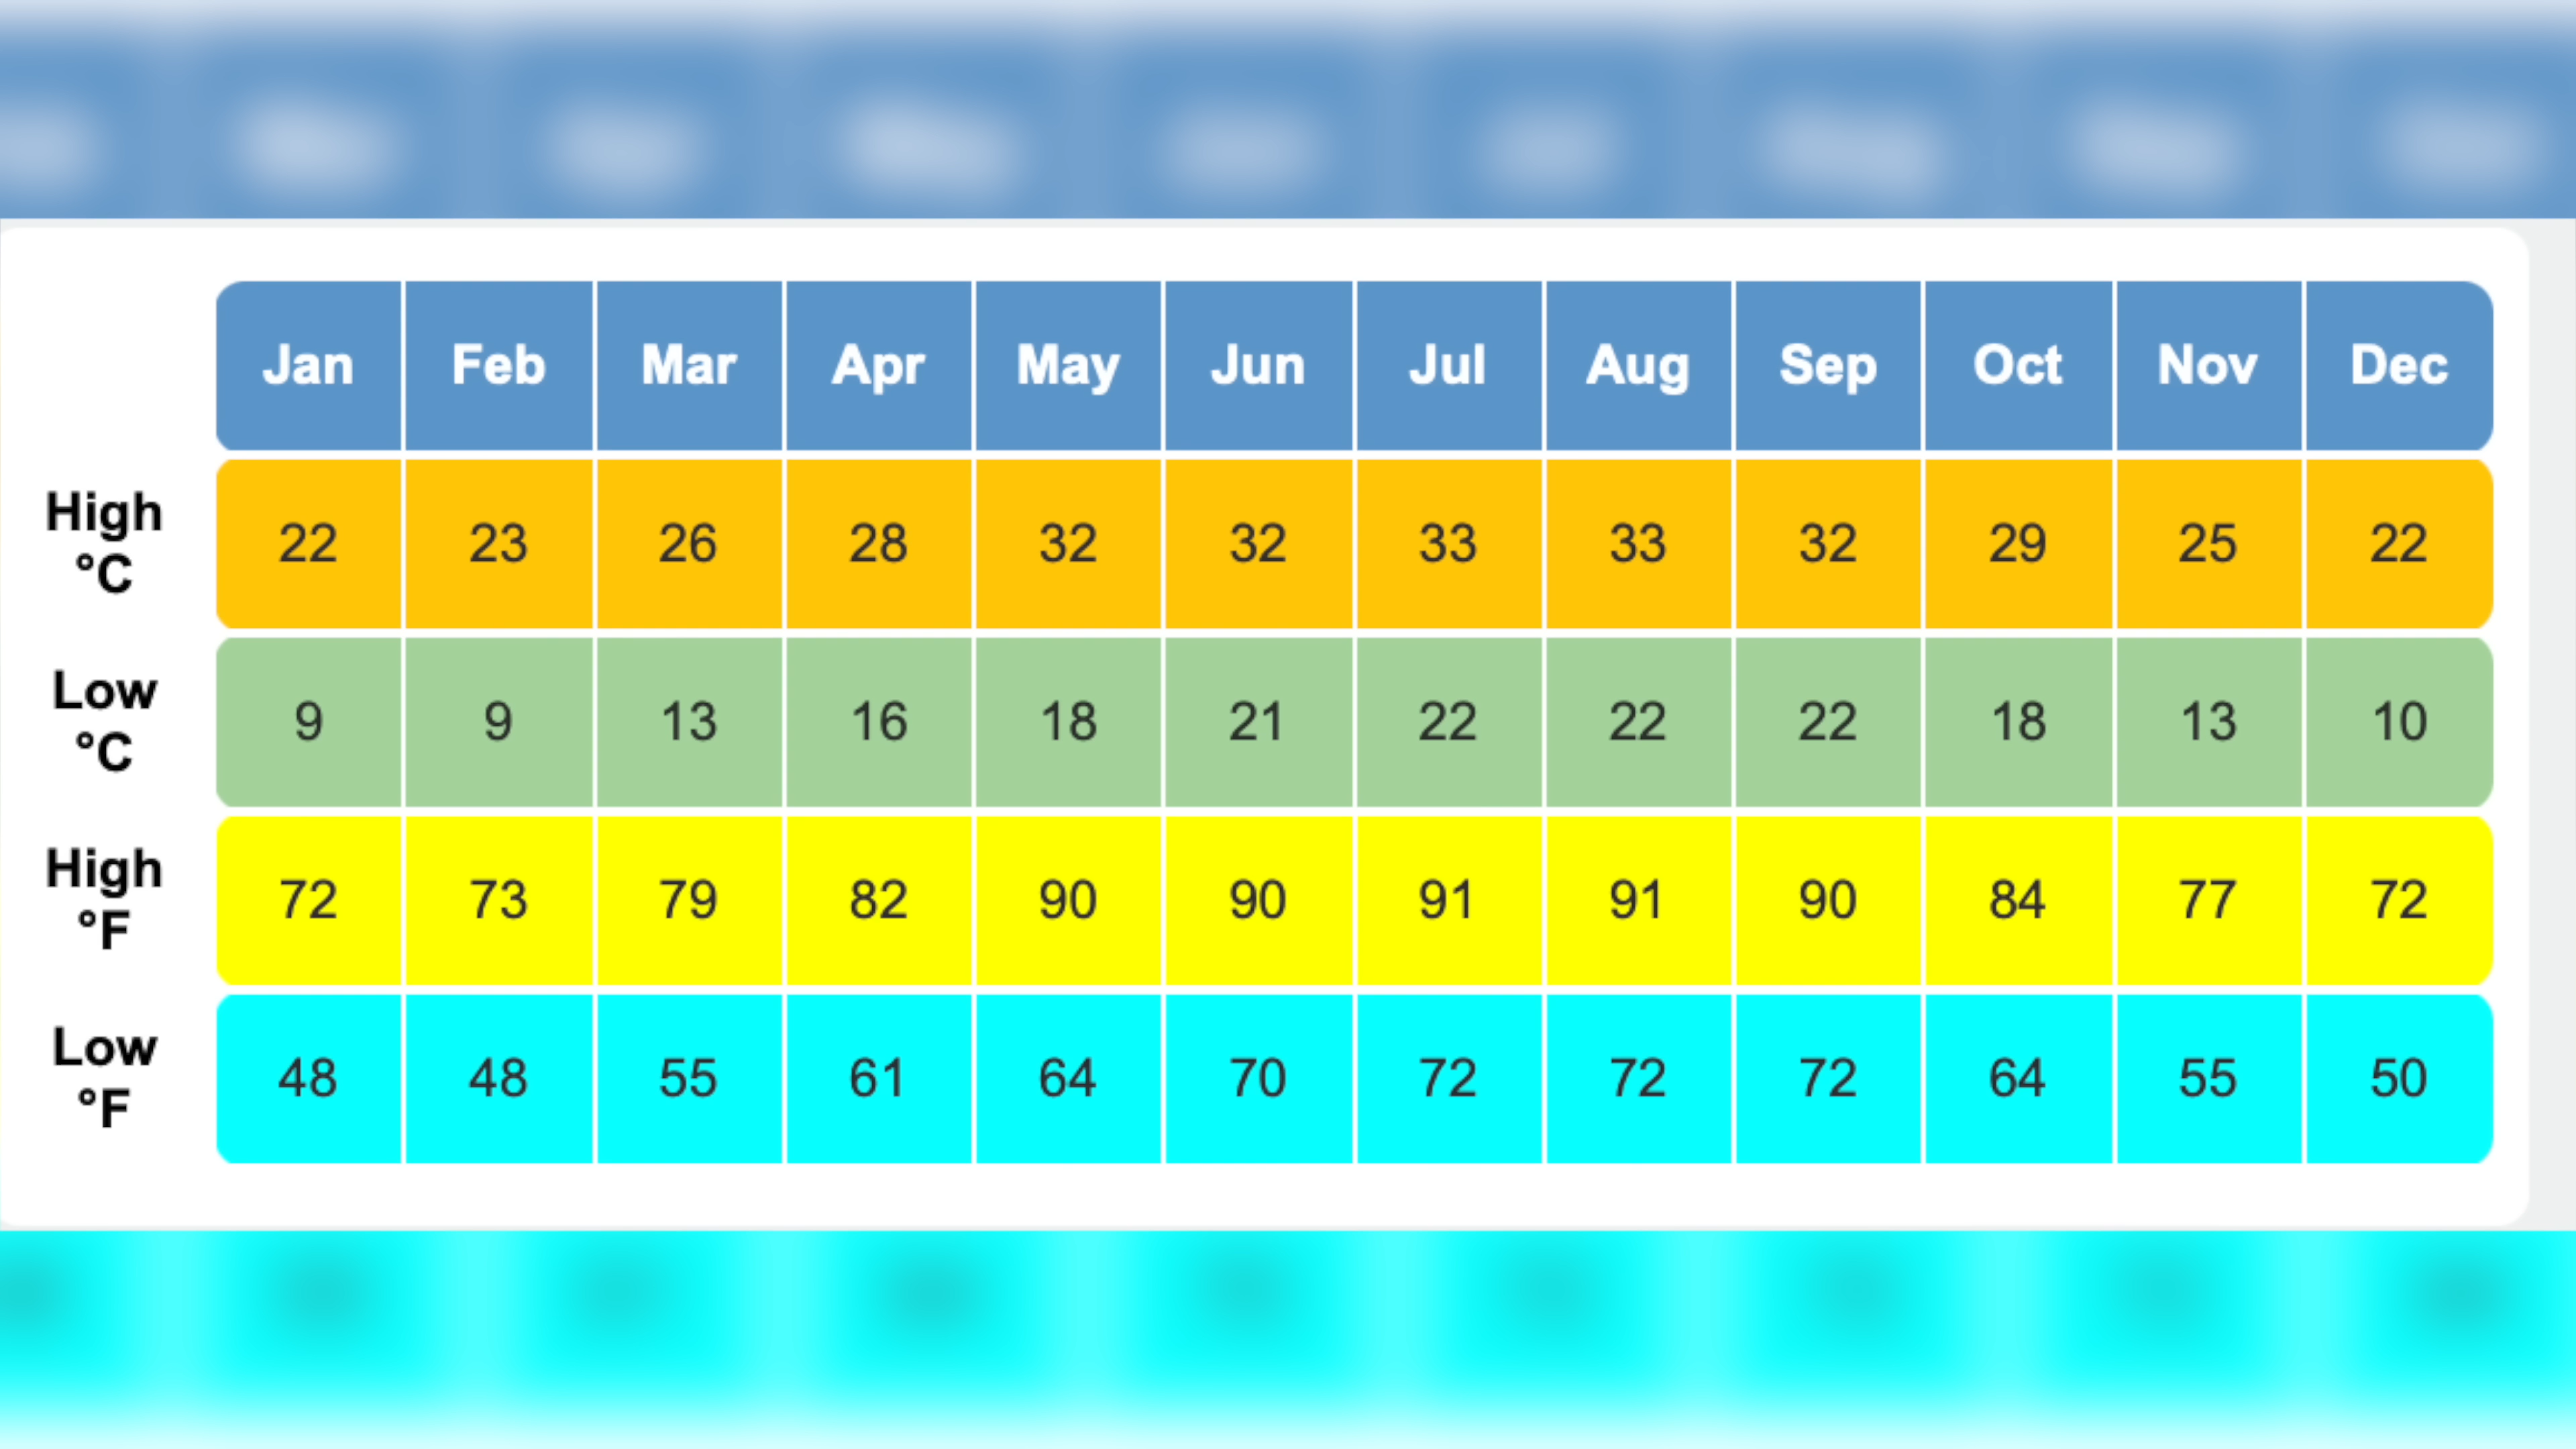 Jan Feb Mar Apr May Jun Jul Aug Sep Oct Nov Dec
High
°C
22 23 26 28 32 32 33 33 32 29 25 22
Low
°C
9 9 13 16 18 21 22 22 22 18 13 10
High
°F
72 73 79 82 90 90 91 91 90 84 77 72
Low
°F
48 48 55 61 64 70 72 72 72 64 55 50